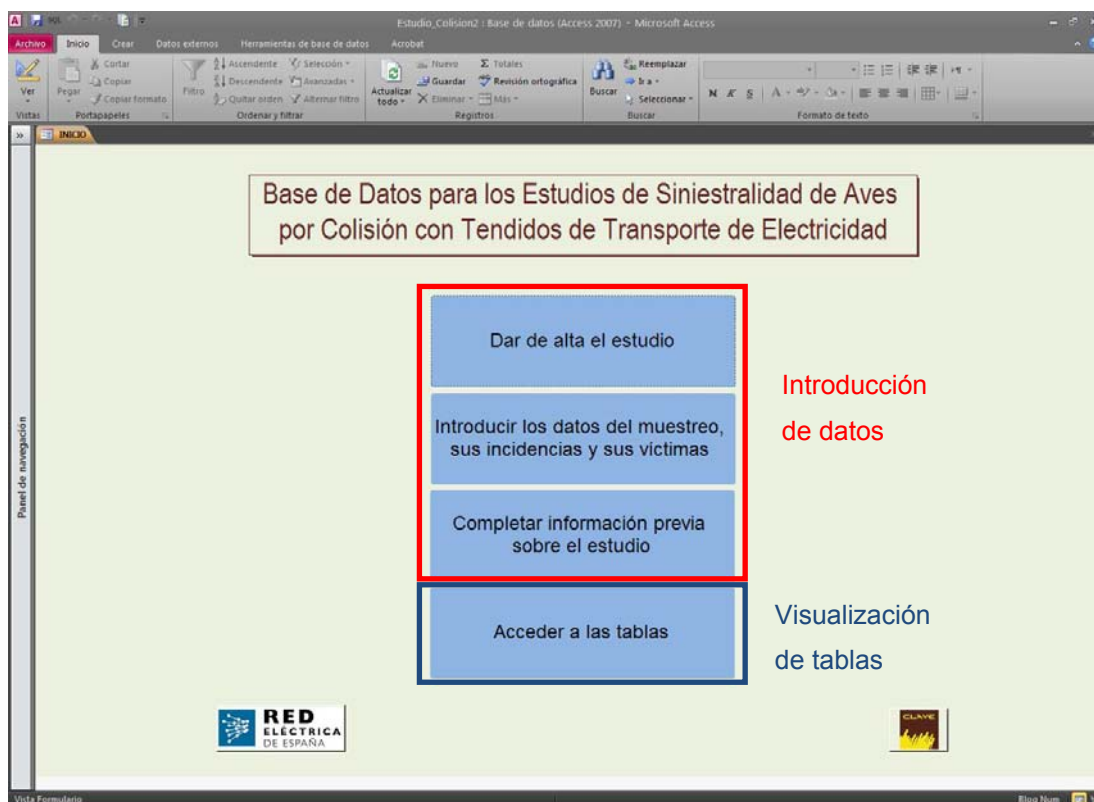 Estudio_Colision2 : Base de datos (Access 2007) - Microsoft Access
Archivo Inicio Crear Datos externos Herramientas de base de datos Acrobat
Ver
Vistas
Pegar
Cortar
Copiar
Copiar formato
Portapapeles
Filtro
Ascendente
Descendente
Quitar orden
Selección
Avanzadas
Alternar filtro
Ordenar y filtrar
Actualizar todo
Nuevo
Guardar
Eliminar
Totales
Revisión ortográfica
Más
Registros
Buscar
Reemplazar
Ir a
Seleccionar
Buscar
N K S
Formato de texto
INICIO
Panel de navegación
Base de Datos para los Estudios de Siniestralidad de Aves
por Colisión con Tendidos de Transporte de Electricidad
Dar de alta el estudio
Introducir los datos del muestreo,
sus incidencias y sus víctimas
Completar información previa
sobre el estudio
Acceder a las tablas
Introducción
de datos
Visualización
de tablas
RED
ELÉCTRICA
DE ESPAÑA
CLAVE
Vista Formulario
Bloq Num